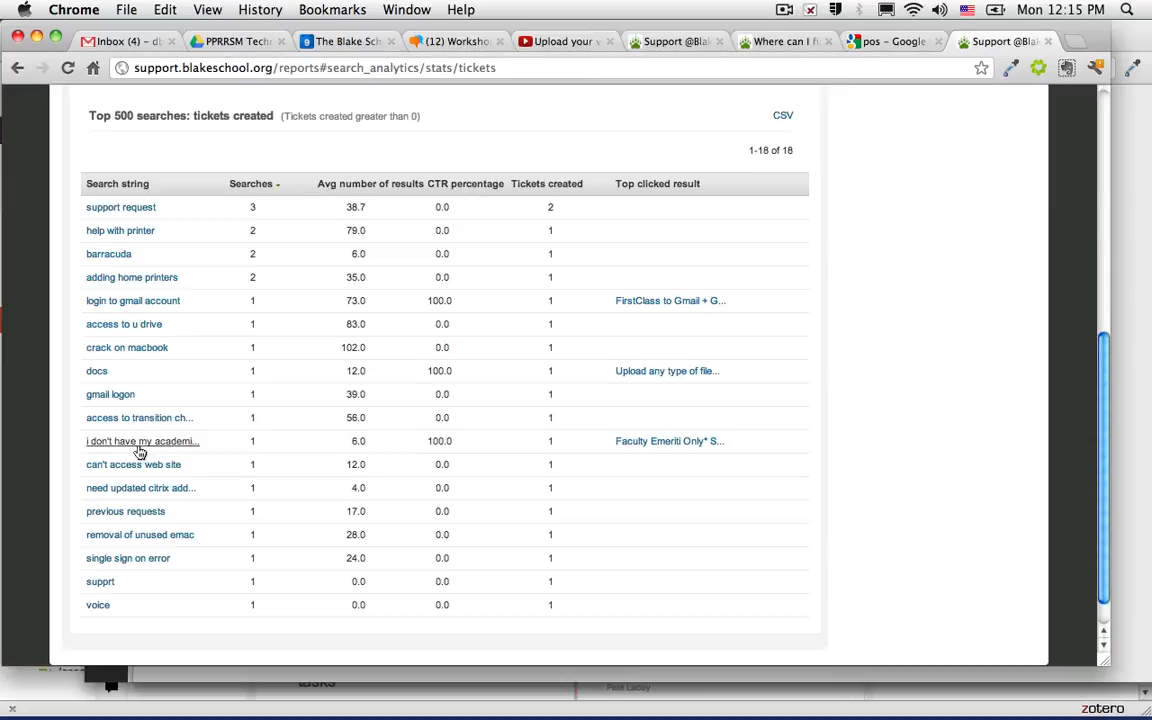 Chrome File Edit View History Bookmarks Window Help Mon 12:15 PM
Inbox (4) – dt PPRRSM Tech The Blake Sch (12) Worksho Upload your v Support @Bla Where can I fi pos - Google Support @Bla
support.blakeschool.org/reports#search_analytics/stats/tickets
Top 500 searches: tickets created (Tickets created greater than 0) CSV
1-18 of 18
Search string Searches Avg number of results CTR percentage Tickets created Top clicked result
support request 3 38.7 0.0 2
help with printer 2 79.0 0.0 1
barracuda 2 6.0 0.0 1
adding home printers 2 35.0 0.0 1
login to gmail account 1 73.0 100.0 1 FirstClass to Gmail + G...
access to u drive 1 83.0 0.0 1
crack on macbook 1 102.0 0.0 1
docs 1 12.0 100.0 1 Upload any type of file...
gmail logon 1 39.0 0.0 1
access to transition ch... 1 56.0 0.0 1
i don't have my academi... 1 6.0 100.0 1 Faculty Emeriti Only* S...
can't access web site 1 12.0 0.0 1
need updated citrix add... 1 4.0 0.0 1
previous requests 1 17.0 0.0 1
removal of unused emac 1 28.0 0.0 1
single sign on error 1 24.0 0.0 1
supprt 1 0.0 0.0 1
voice 1 0.0 0.0 1
tasks
zotero